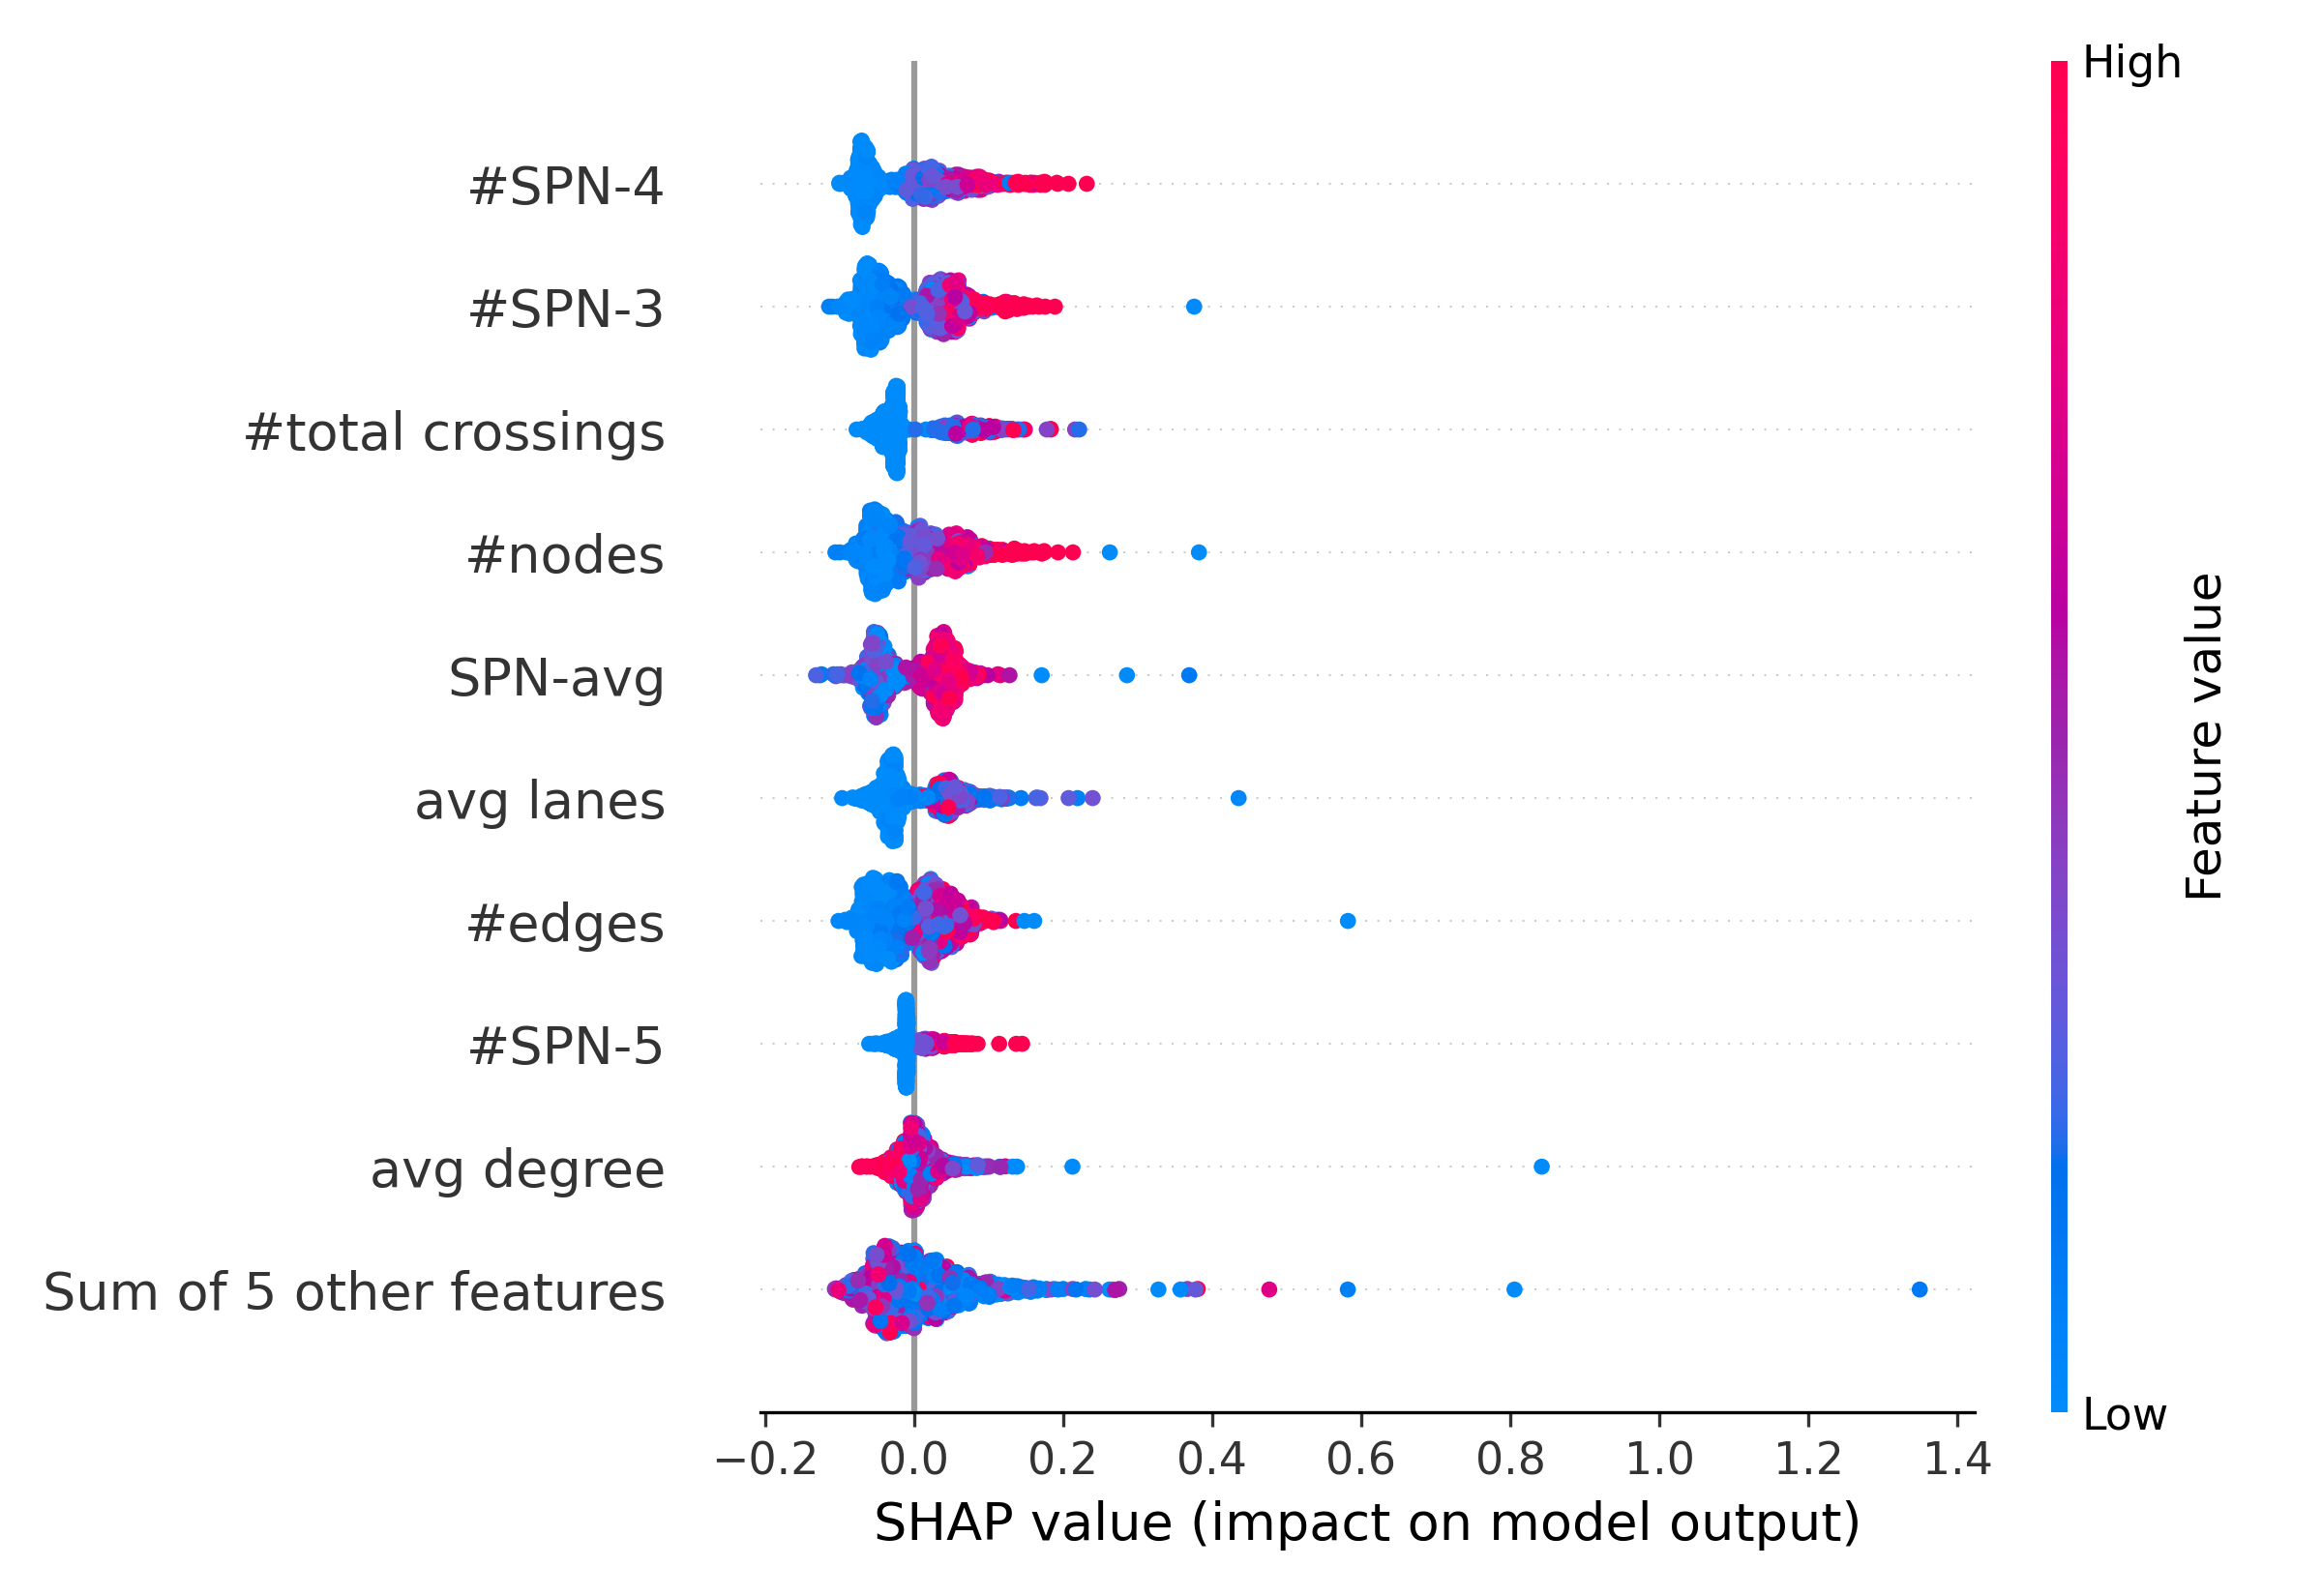 High
#SPN-4
#SPN-3
#total crossings
#nodes
SPN-avg
avg lanes
#edges
#SPN-5
avg degree
Sum of 5 other features
Feature value
Low
−0.2 0.0 0.2 0.4 0.6 0.8 1.0 1.2 1.4
SHAP value (impact on model output)